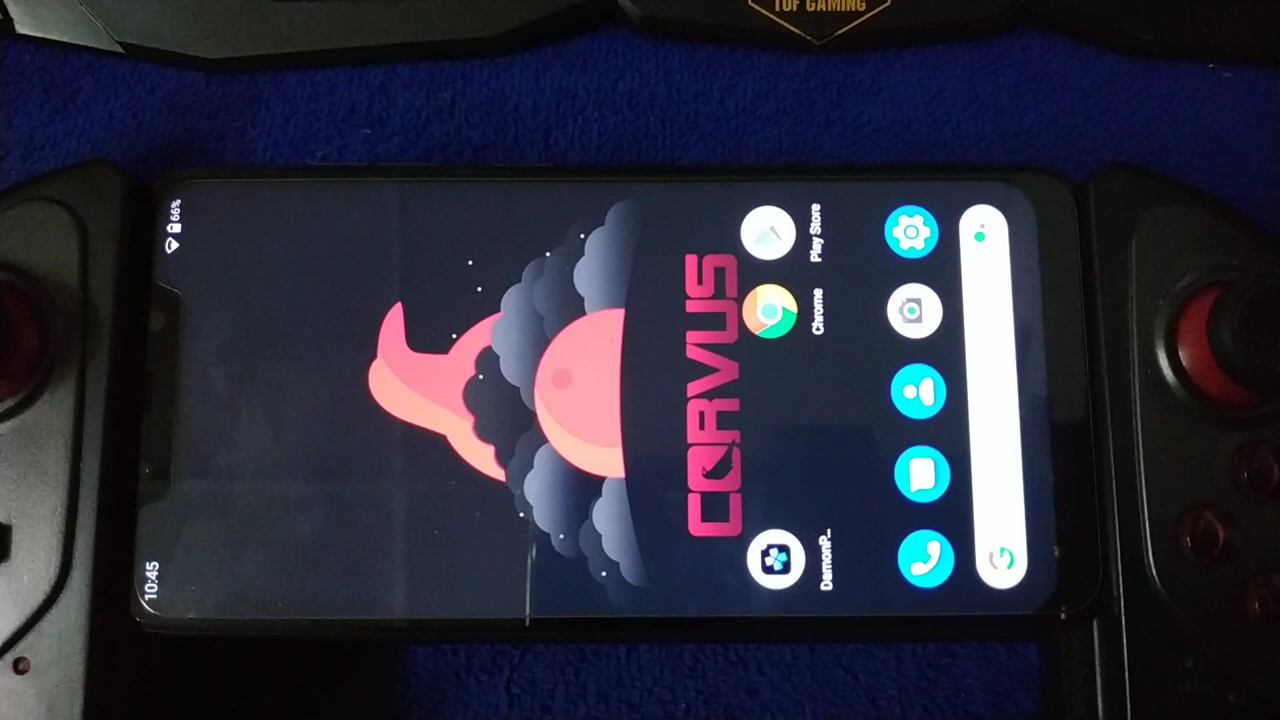 TUF GAMING
10:45
66%
CORVUS
DamonP...
Chrome
Play Store